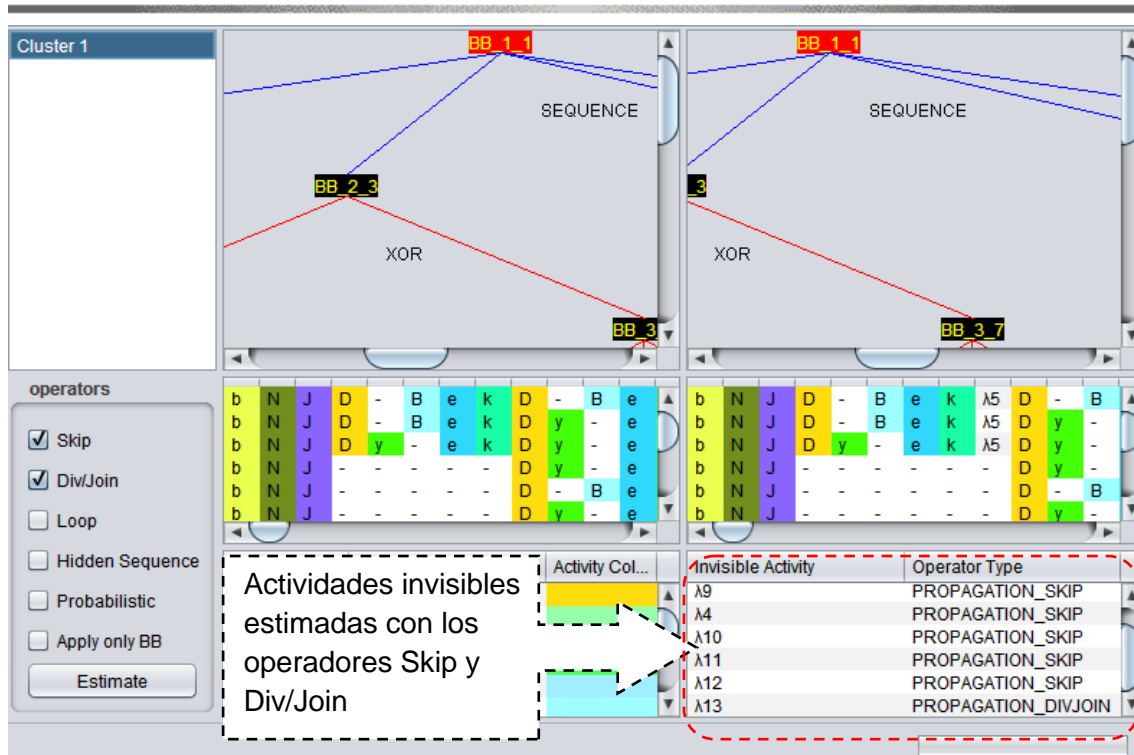 Cluster 1
BB_1_1
SEQUENCE
BB_2_3
XOR
BB_3
BB_1_1
SEQUENCE
_3
XOR
BB_3_7
operators
Skip
Div/Join
Loop
Hidden Sequence
Probabilistic
Apply only BB
Estimate
b N J D - B e k D - B e
b N J D - B e k D y - e
b N J D y - e k D y - e
b N J - - - - - D y - e
b N J - - - - - D - B e
b N J - - - - - D y - e
b N J D - B e k λ5 D - B
b N J D - B e k λ5 D y -
b N J D y - e k λ5 D y -
b N J - - - - - - D y -
b N J - - - - - - D - B
b N J - - - - - - D y -
Activity Col...
Actividades invisibles
estimadas con los
operadores Skip y
Div/Join
Invisible Activity Operator Type
λ9 PROPAGATION_SKIP
λ4 PROPAGATION_SKIP
λ10 PROPAGATION_SKIP
λ11 PROPAGATION_SKIP
λ12 PROPAGATION_SKIP
λ13 PROPAGATION_DIVJOIN